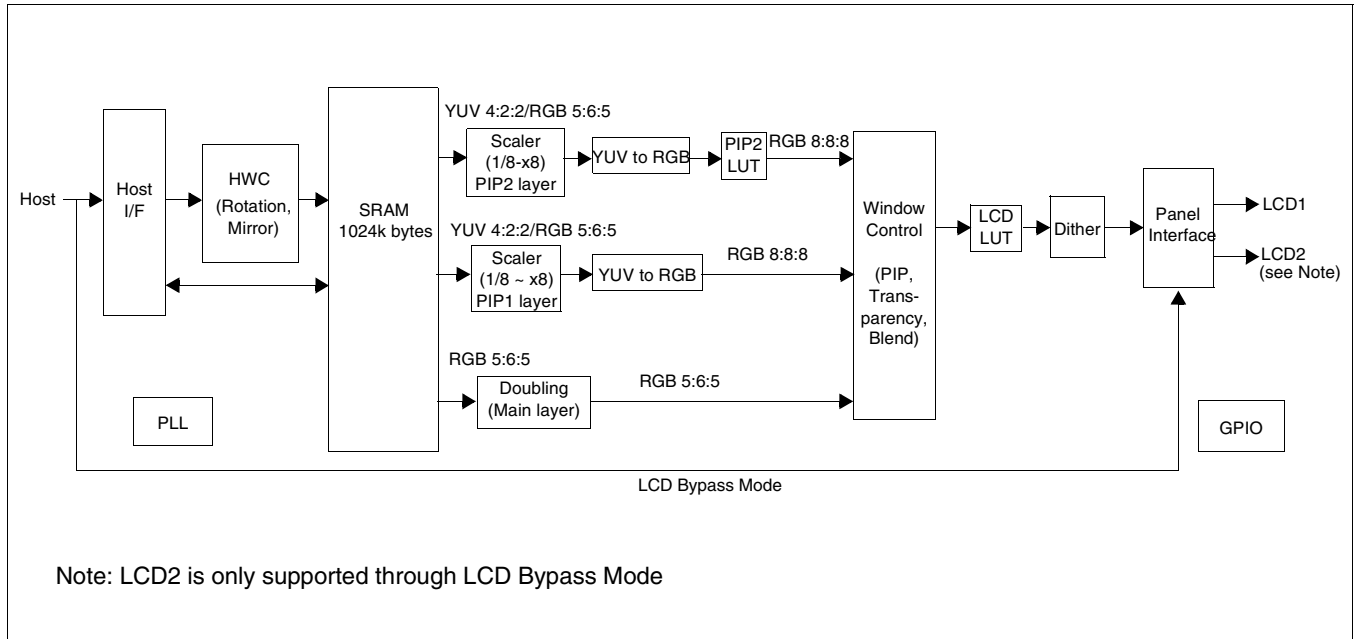 Host
Host
I/F
HWC
(Rotation,
Mirror)
SRAM
1024k bytes
YUV 4:2:2/RGB 5:6:5
Scaler
(1/8-x8)
PIP2 layer
YUV to RGB
PIP2
LUT
RGB 8:8:8
YUV 4:2:2/RGB 5:6:5
Scaler
(1/8 ~ x8)
PIP1 layer
YUV to RGB
RGB 8:8:8
RGB 5:6:5
Doubling
(Main layer)
RGB 5:6:5
Window
Control
(PIP,
Trans-
parency,
Blend)
LCD
LUT
Dither
Panel
Interface
LCD1
LCD2
(see Note)
PLL
GPIO
LCD Bypass Mode
Note: LCD2 is only supported through LCD Bypass Mode